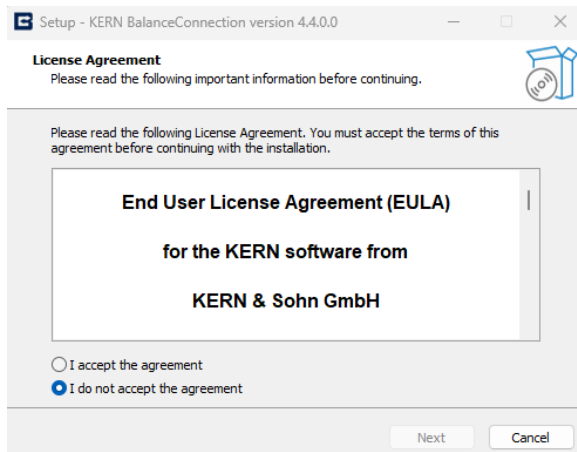 Setup - KERN BalanceConnection version 4.4.0.0
License Agreement
Please read the following important information before continuing.
Please read the following License Agreement. You must accept the terms of this
agreement before continuing with the installation.
End User License Agreement (EULA)
for the KERN software from
KERN & Sohn GmbH
I accept the agreement
I do not accept the agreement
Next
Cancel